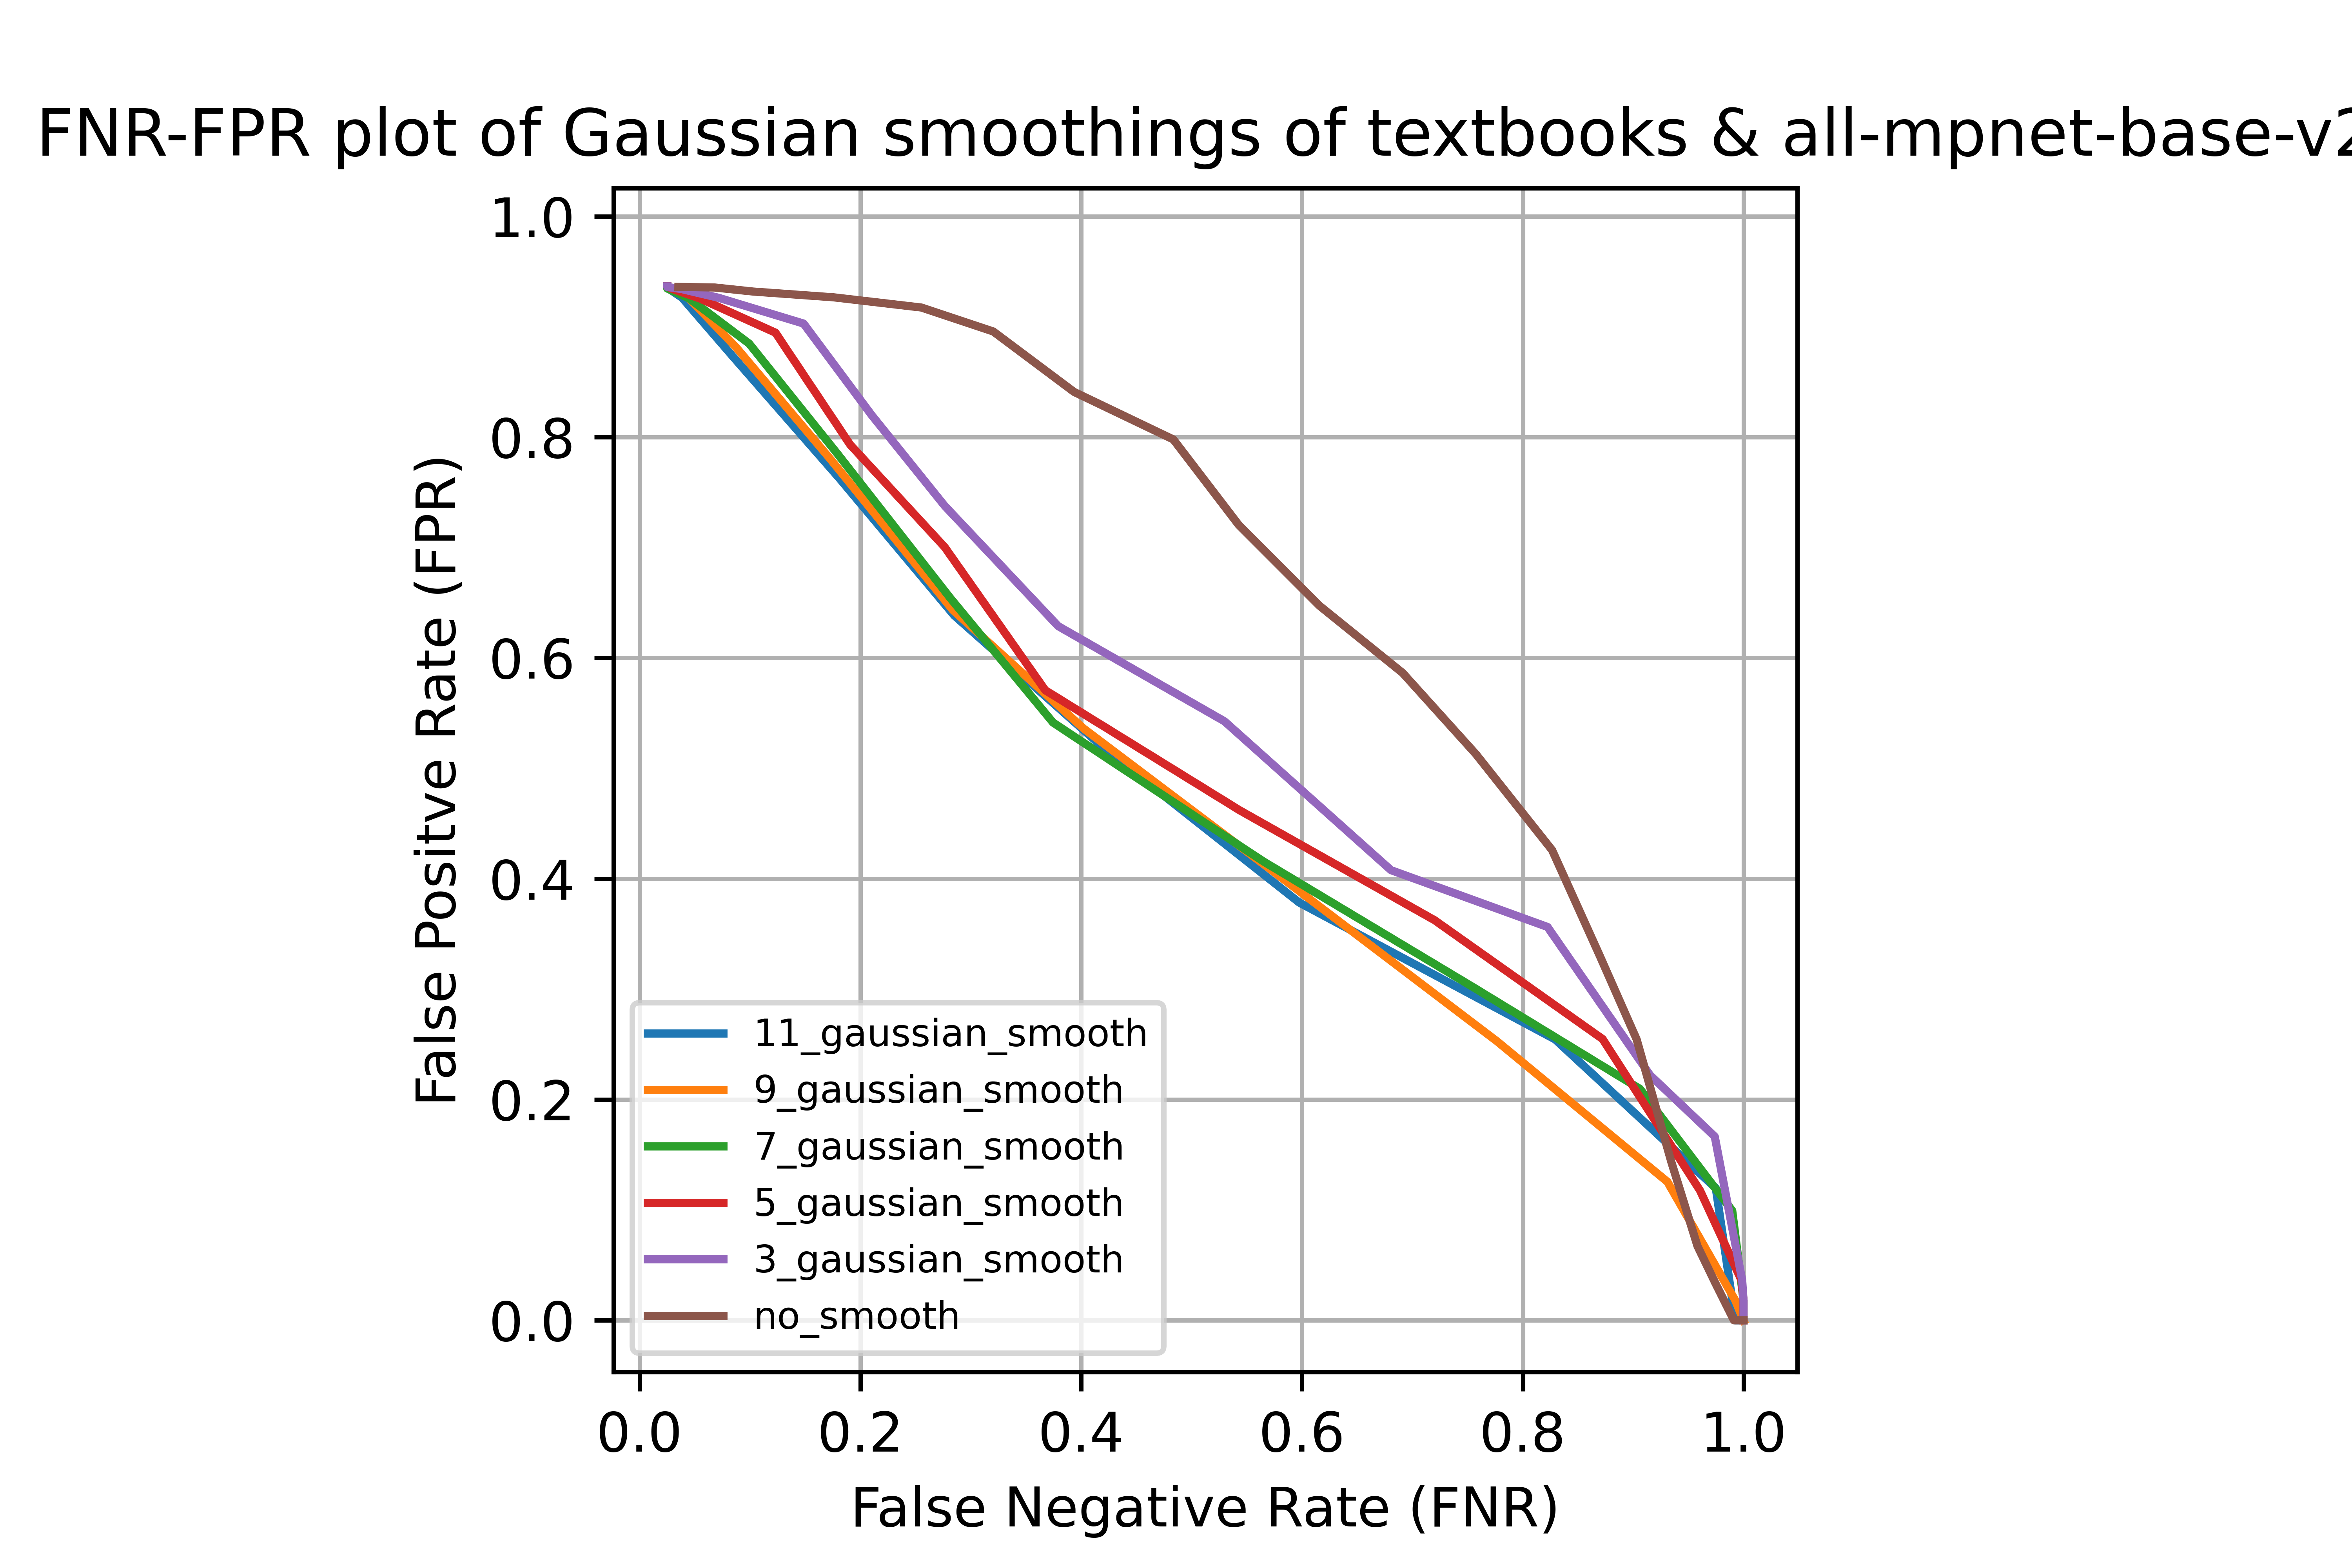 FNR-FPR plot of Gaussian smoothings of textbooks & all-mpnet-base-v2
1.0
0.8
0.6
0.4
0.2
0.0
False Positve Rate (FPR)
11_gaussian_smooth
9_gaussian_smooth
7_gaussian_smooth
5_gaussian_smooth
3_gaussian_smooth
no_smooth
0.0 0.2 0.4 0.6 0.8 1.0
False Negative Rate (FNR)